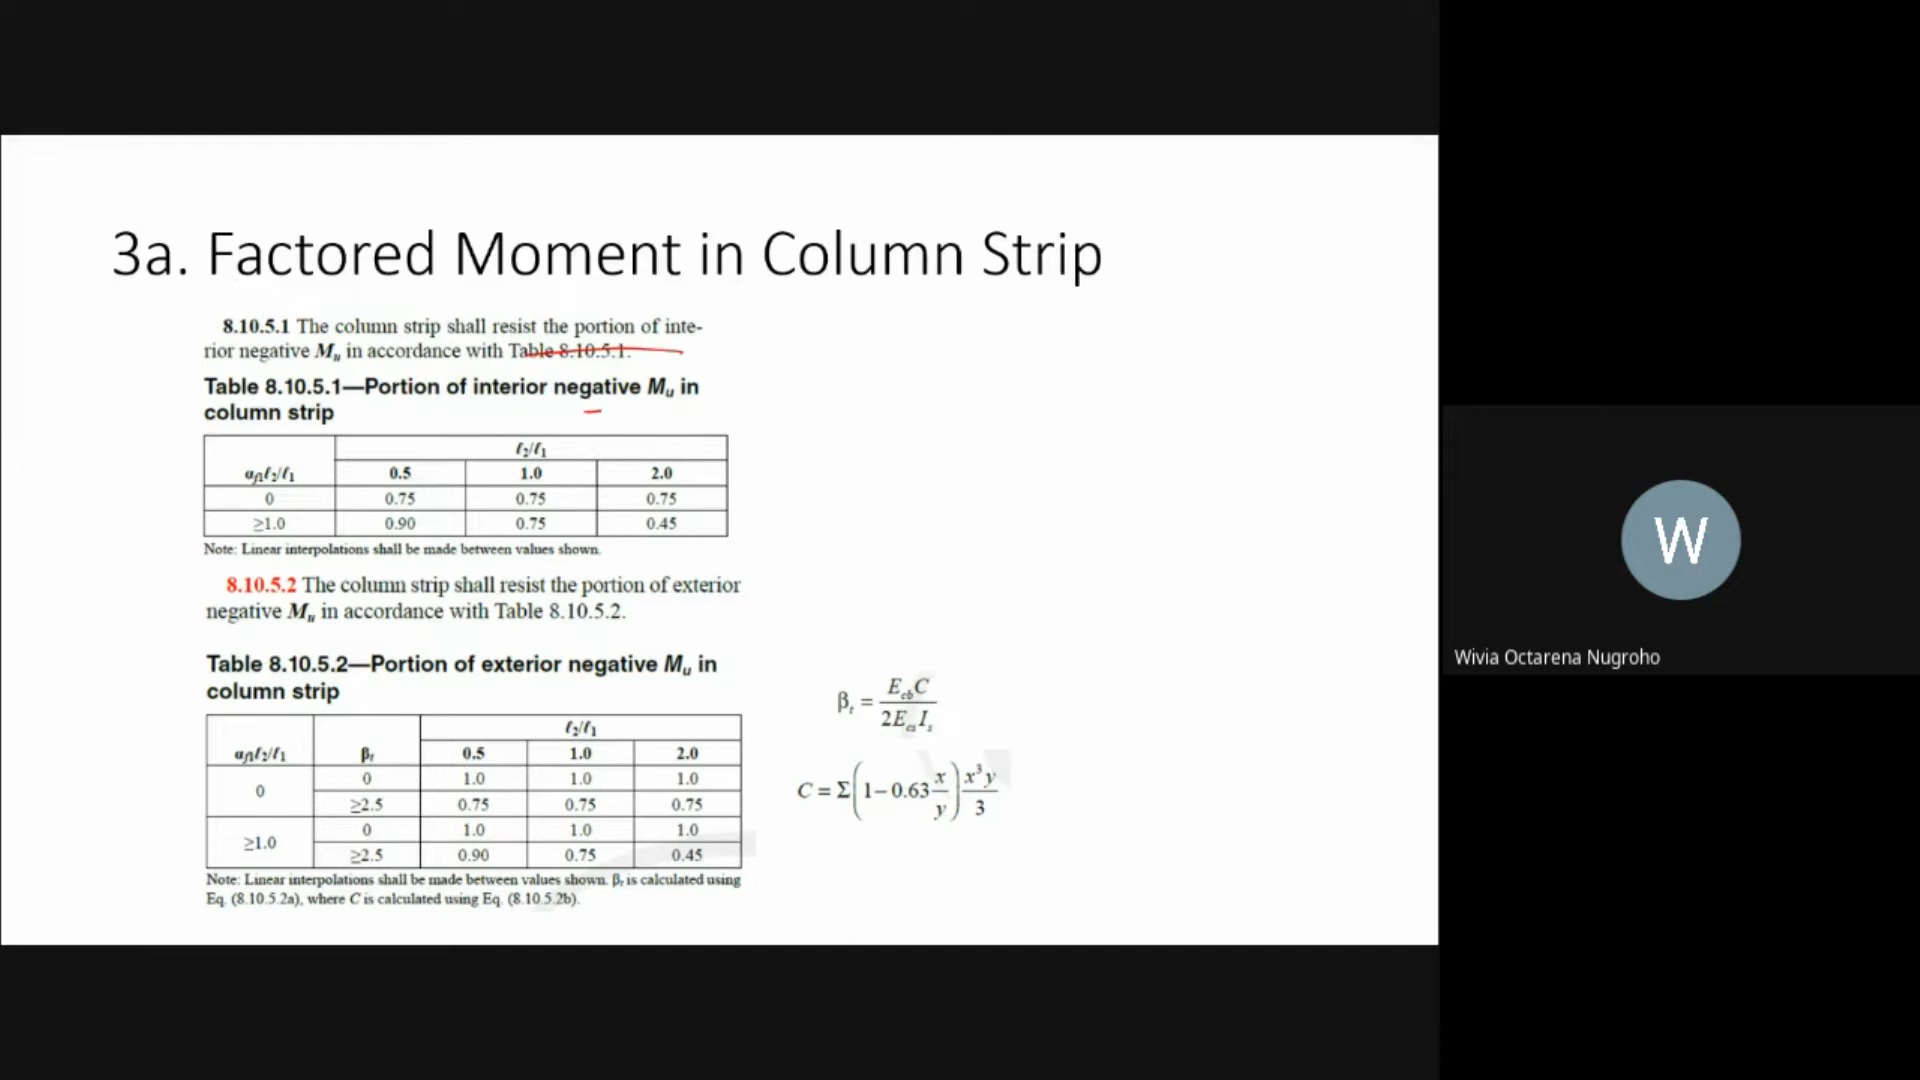 3a. Factored Moment in Column Strip
8.10.5.1 The column strip shall resist the portion of inte-
rior negative Mᵤ in accordance with Table 8.10.5.1.
Table 8.10.5.1—Portion of interior negative Mᵤ in
column strip
ℓ₂/ℓ₁
αf1ℓ₂/ℓ₁ 0.5 1.0 2.0
0 0.75 0.75 0.75
≥1.0 0.90 0.75 0.45
Note: Linear interpolations shall be made between values shown.
8.10.5.2 The column strip shall resist the portion of exterior
negative Mᵤ in accordance with Table 8.10.5.2.
Table 8.10.5.2—Portion of exterior negative Mᵤ in
column strip
ℓ₂/ℓ₁
αf1ℓ₂/ℓ₁ βₜ 0.5 1.0 2.0
0 0 1.0 1.0 1.0
≥2.5 0.75 0.75 0.75
≥1.0 0 1.0 1.0 1.0
≥2.5 0.90 0.75 0.45
Note: Linear interpolations shall be made between values shown. βₜ is calculated using
Eq. (8.10.5.2a), where C is calculated using Eq. (8.10.5.2b).
βₜ = E_cb C / 2E_cs I_s
C = Σ(1 – 0.63 x/y) x³y/3
W
Wivia Octarena Nugroho